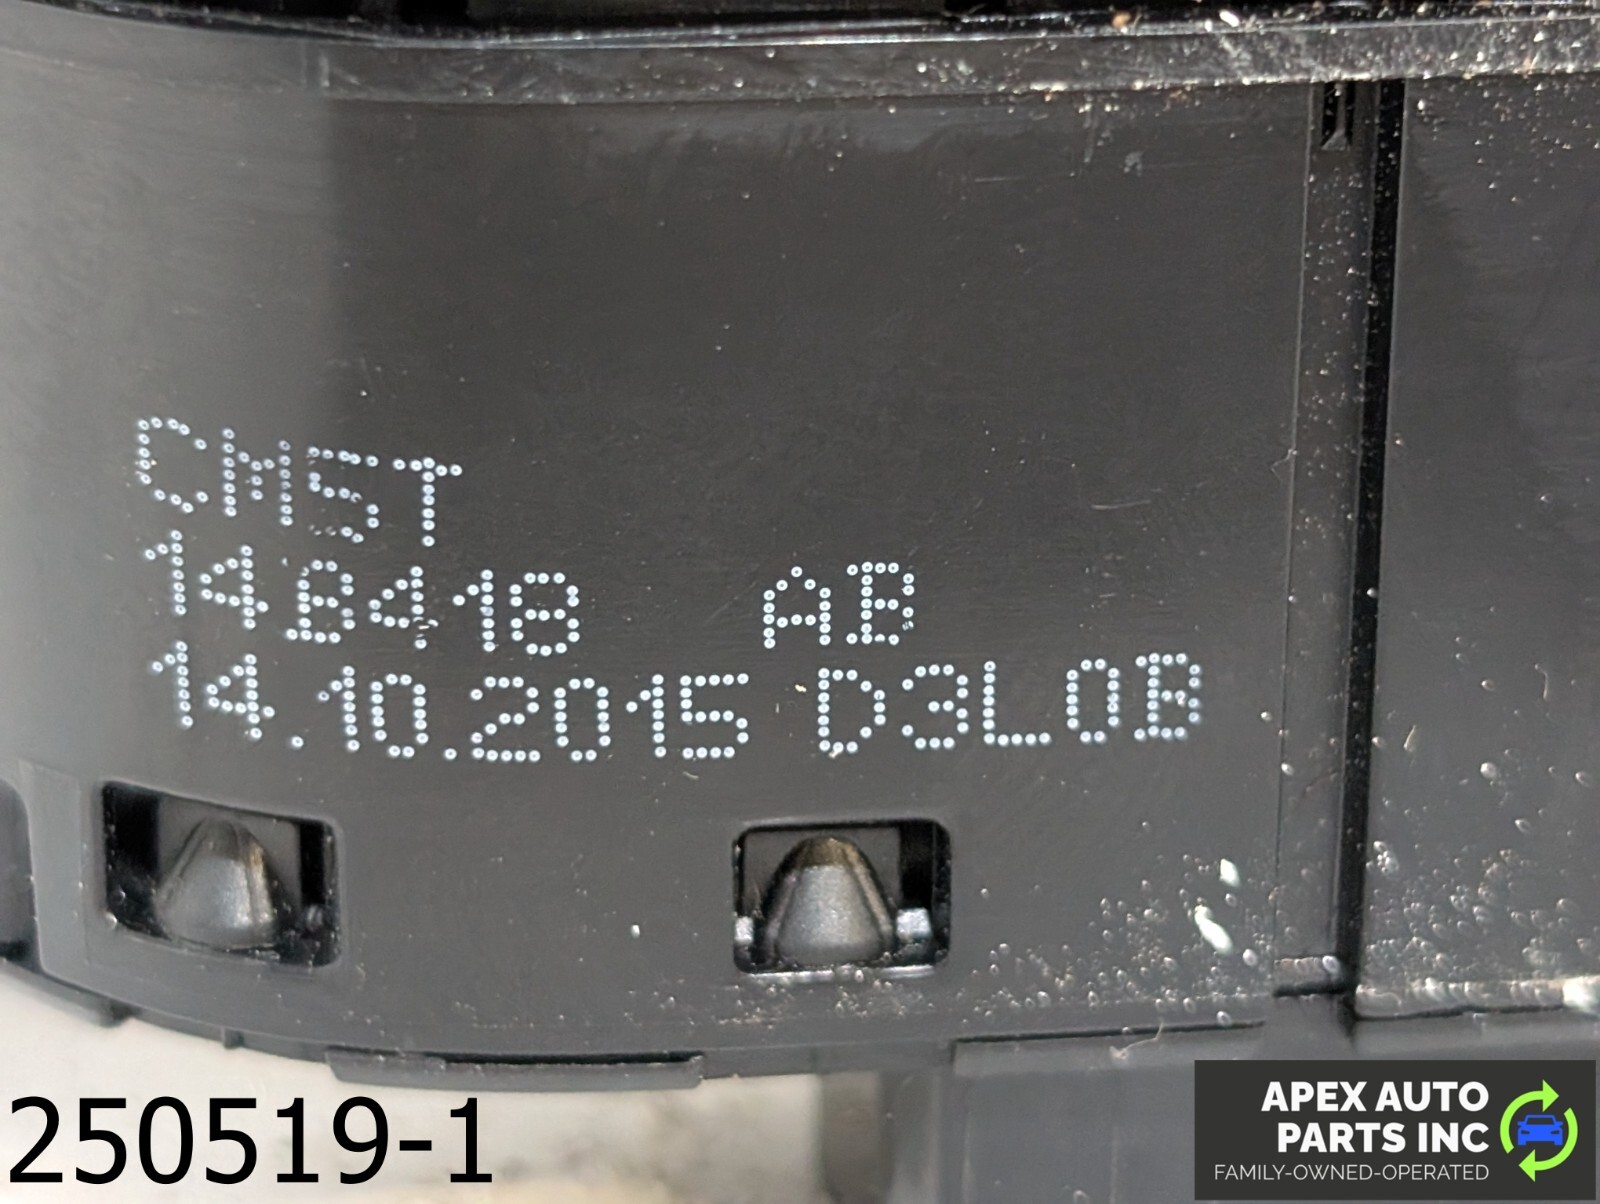 CM5T
14B418 AB
14.10.2015 D3L0B
250519-1
APEX AUTO
PARTS INC
FAMILY-OWNED-OPERATED